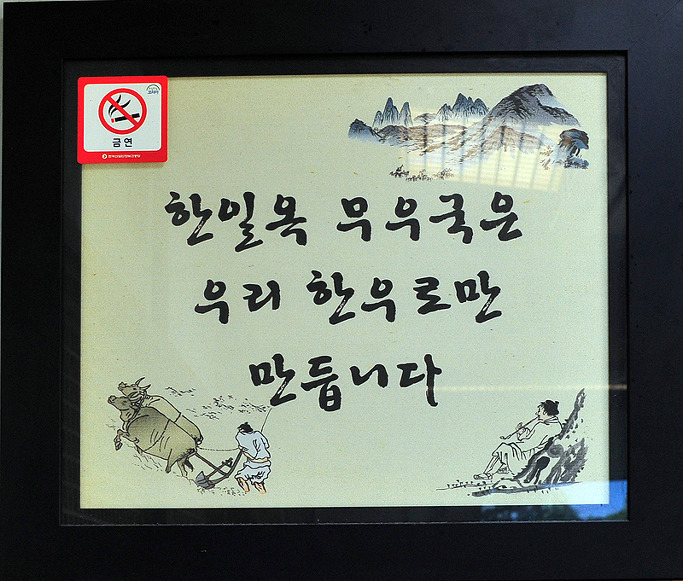 금연
한일옥 무우국은
우리 한우로만
만듭니다